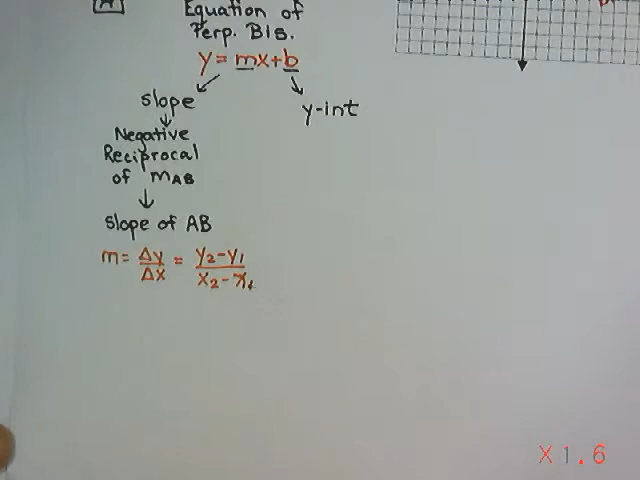 Equation of
Perp. Bis.
y = mx+b
slope
y-int
Negative
Reciprocal
of mAB
slope of AB
m = Δy/Δx = y2-y1/x2-x1
X1.6